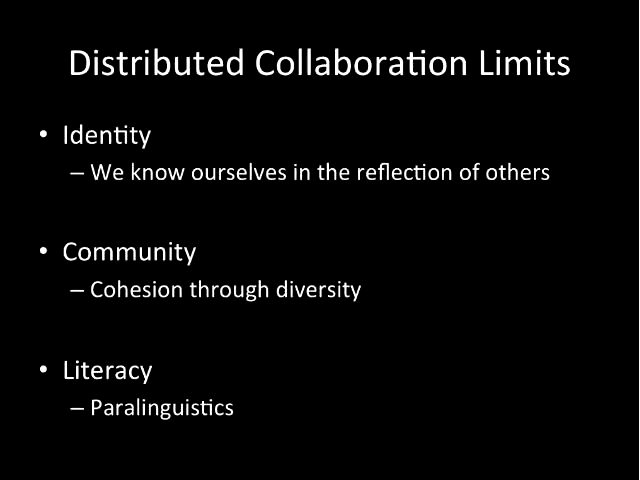 Distributed Collaboration Limits
• Identity
– We know ourselves in the reflection of others
• Community
– Cohesion through diversity
• Literacy
– Paralinguistics